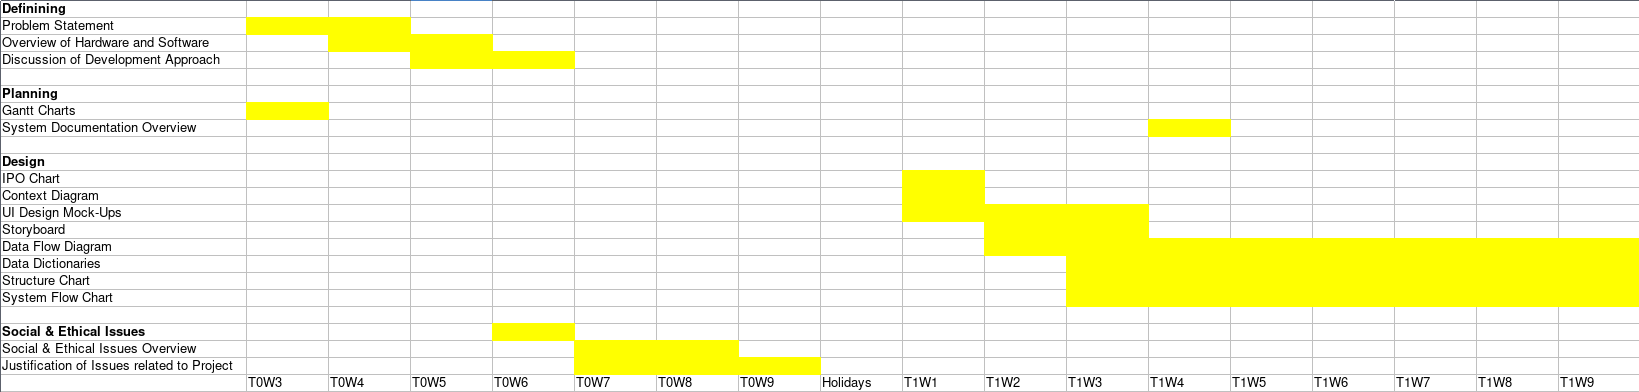 Definining
Problem Statement
Overview of Hardware and Software
Discussion of Development Approach
Planning
Gantt Charts
System Documentation Overview
Design
IPO Chart
Context Diagram
UI Design Mock-Ups
Storyboard
Data Flow Diagram
Data Dictionaries
Structure Chart
System Flow Chart
Social & Ethical Issues
Social & Ethical Issues Overview
Justification of Issues related to Project
T0W3 T0W4 T0W5 T0W6 T0W7 T0W8 T0W9 Holidays T1W1 T1W2 T1W3 T1W4 T1W5 T1W6 T1W7 T1W8 T1W9